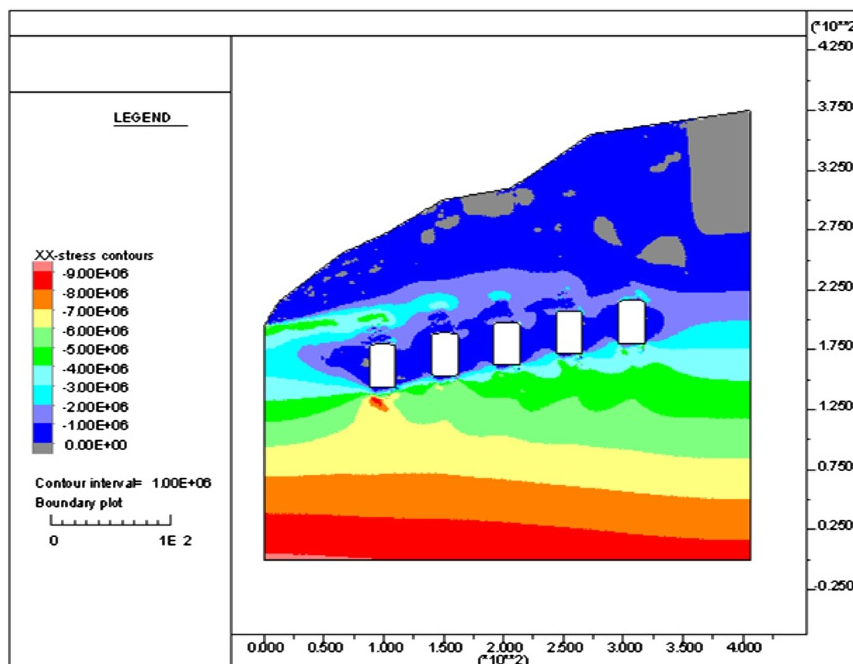 (*10**2
4.250
LEGEND
3.750
3.250
2.750
XX-stress contours
-9.00E+06
-8.00E+06
-7.00E+06
-6.00E+06
-5.00E+06
-4.00E+06
-3.00E+06
-2.00E+06
-1.00E+06
0.00E+00
2.250
1.750
1.250
Contour interval= 1.00E+06
Boundary plot
0.750
0 1E 2
0.250
-0.250
0.000 0.500 1.000 1.500 2.000 2.500 3.000 3.500 4.000
(*10**2)